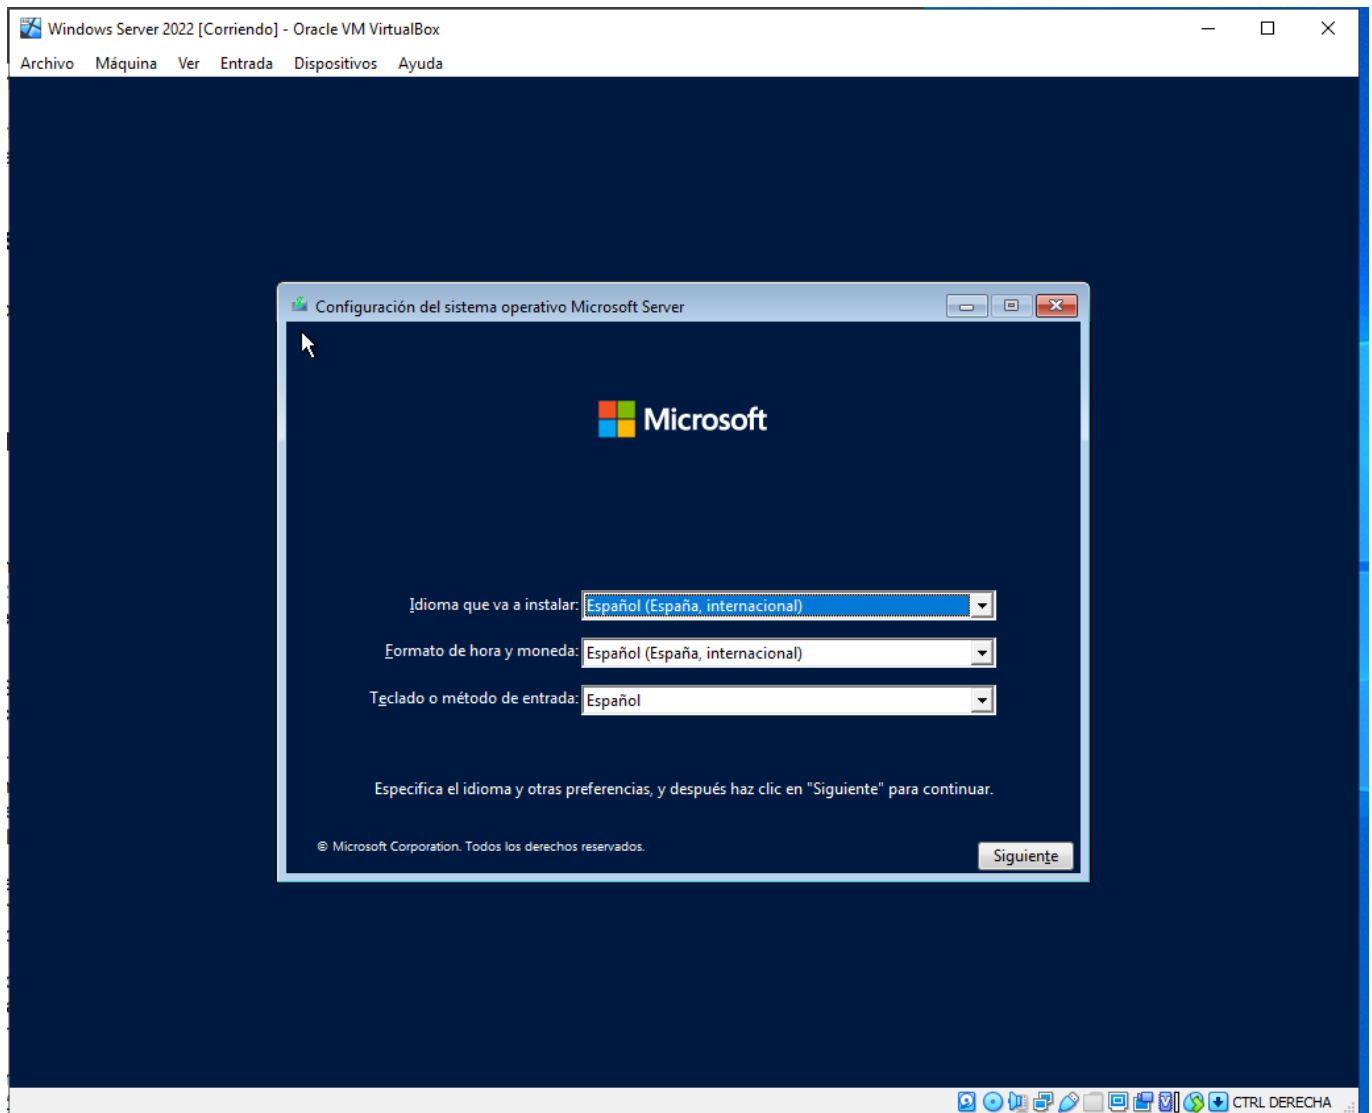 Windows Server 2022 [Corriendo] - Oracle VM VirtualBox
Archivo Máquina Ver Entrada Dispositivos Ayuda
Configuración del sistema operativo Microsoft Server
Microsoft
Idioma que va a instalar: Español (España, internacional)
Formato de hora y moneda: Español (España, internacional)
Teclado o método de entrada: Español
Especifica el idioma y otras preferencias, y después haz clic en "Siguiente" para continuar.
© Microsoft Corporation. Todos los derechos reservados.
Siguiente
CTRL DERECHA